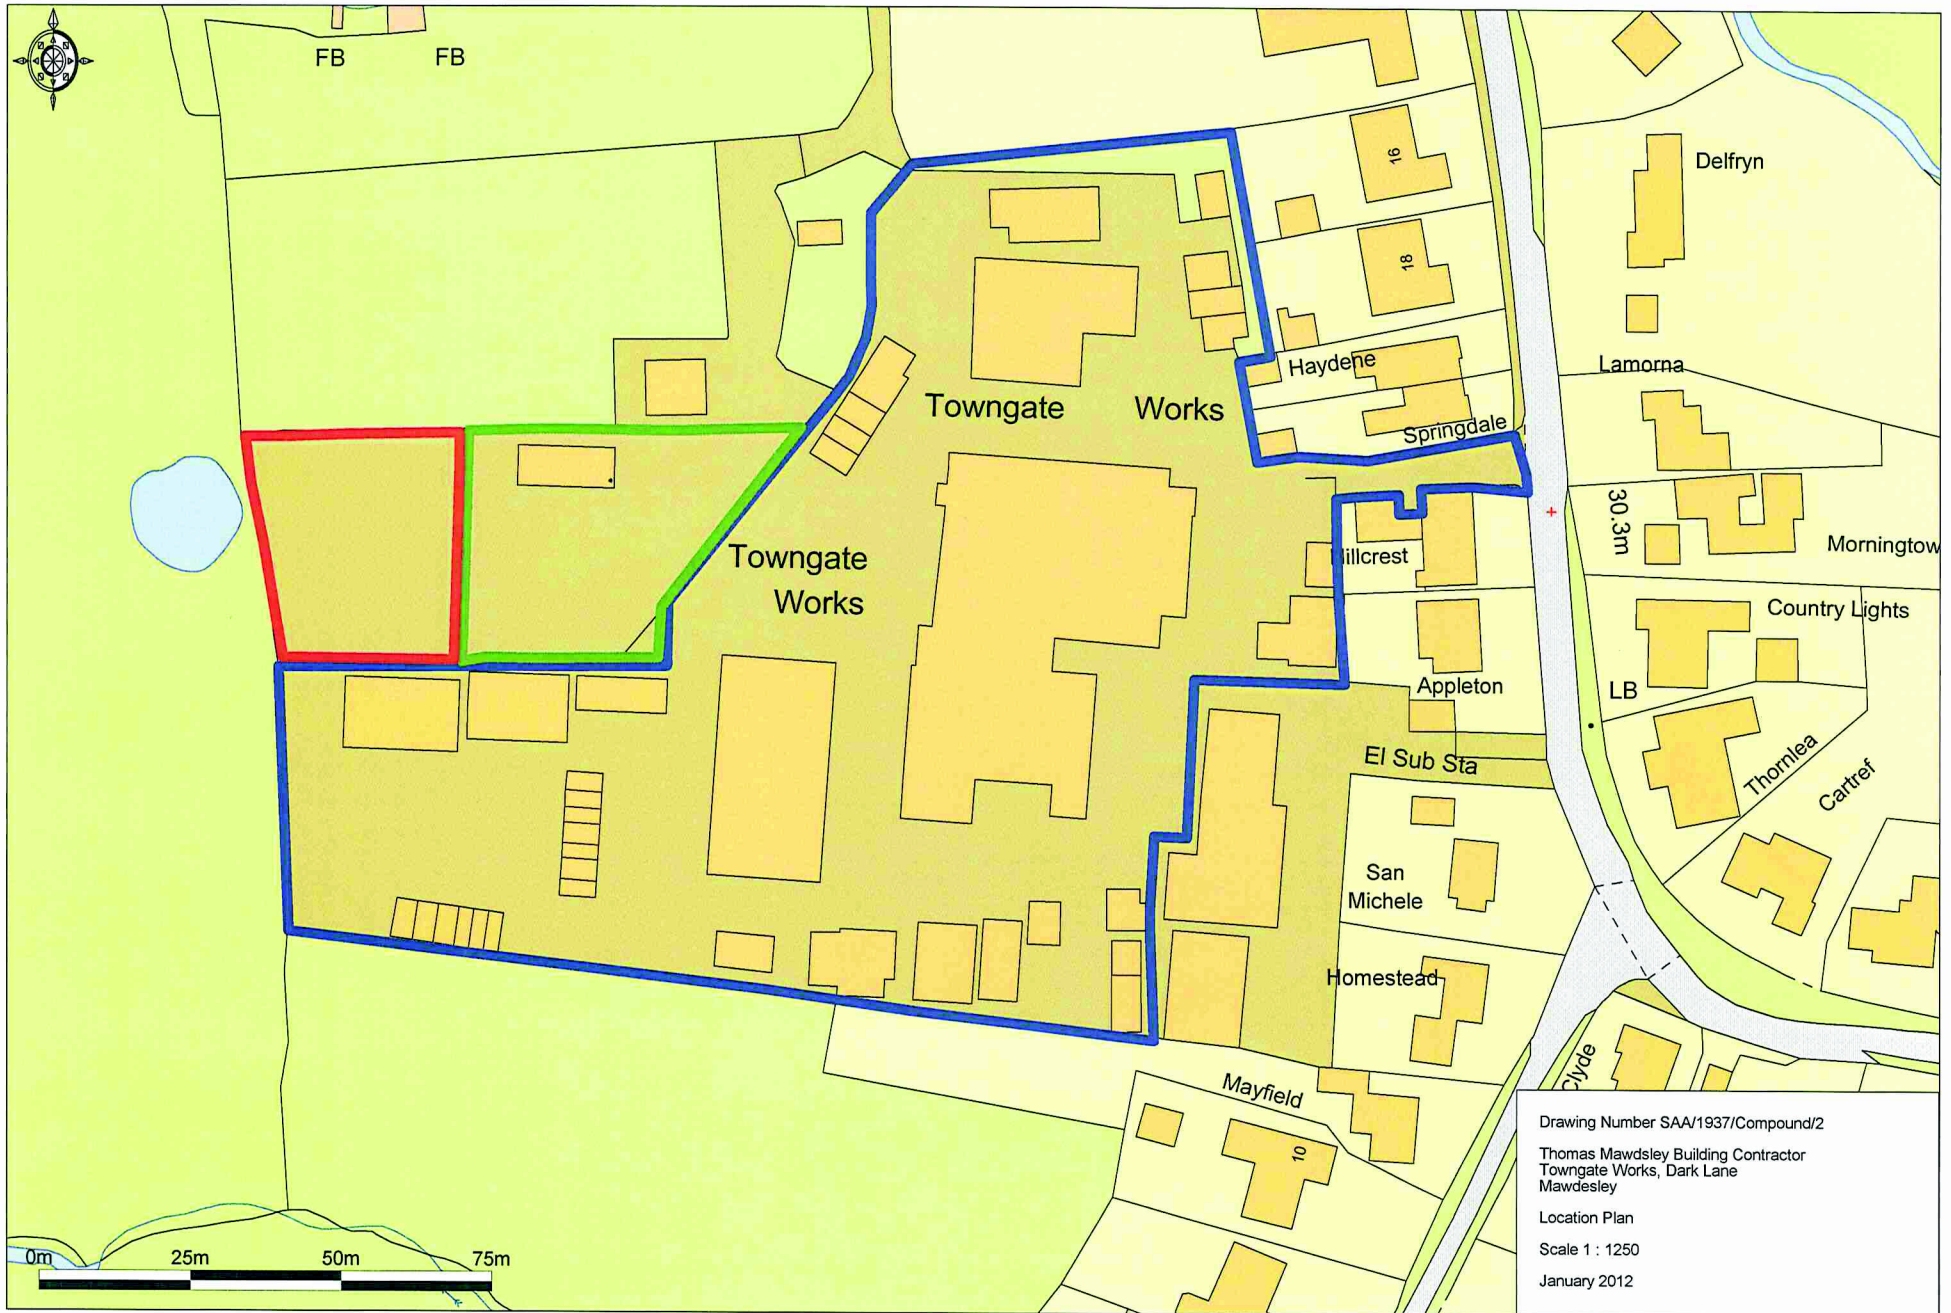 FB
FB
16
Delfryn
18
Haydene
Lamorna
Towngate Works
Springdale
30.3m
Towngate
Works
Hillcrest
Morningtow
Country Lights
Appleton
LB
El Sub Sta
Thornlea
Cartref
San
Michele
Homestead
Clyde
Mayfield
10
Drawing Number SAA/1937/Compound/2
Thomas Mawdsley Building Contractor
Towngate Works, Dark Lane
Mawdesley
Location Plan
Scale 1 : 1250
January 2012
0m 25m 50m 75m